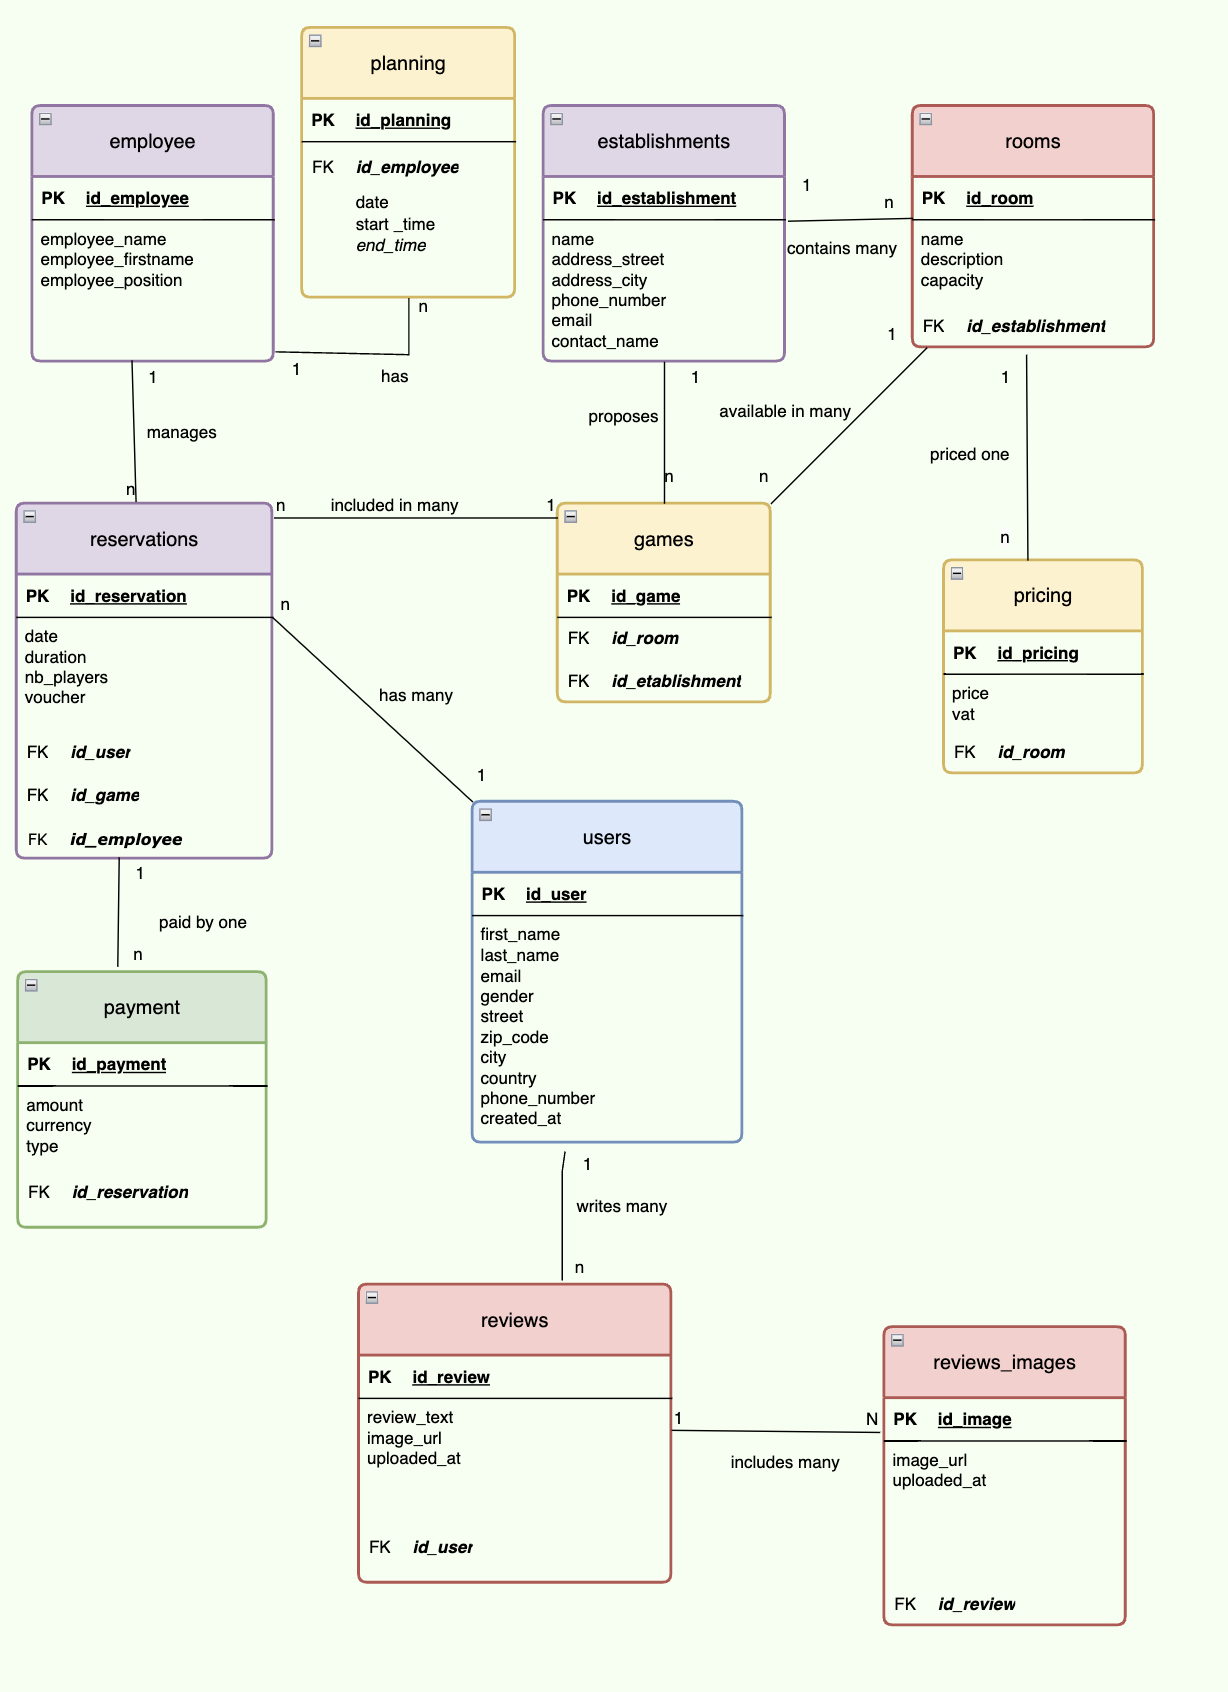 planning
PK id_planning
FK id_employee
date
start _time
end_time
employee
PK id_employee
employee_name
employee_firstname
employee_position
establishments
PK id_establishment
name
address_street
address_city
phone_number
email
contact_name
rooms
PK id_room
name
description
capacity
FK id_establishment
1
n
contains many
n
1
has
1
manages
n
1
proposes
n
1
available in many
n
1
priced one
n
n
included in many
1
reservations
PK id_reservation
date
duration
nb_players
voucher
FK id_user
FK id_game
FK id_employee
games
PK id_game
FK id_room
FK id_etablishment
pricing
PK id_pricing
price
vat
FK id_room
n
has many
1
1
paid by one
n
users
PK id_user
first_name
last_name
email
gender
street
zip_code
city
country
phone_number
created_at
payment
PK id_payment
amount
currency
type
FK id_reservation
1
writes many
n
reviews
PK id_review
review_text
image_url
uploaded_at
FK id_user
1
N
includes many
reviews_images
PK id_image
image_url
uploaded_at
FK id_review